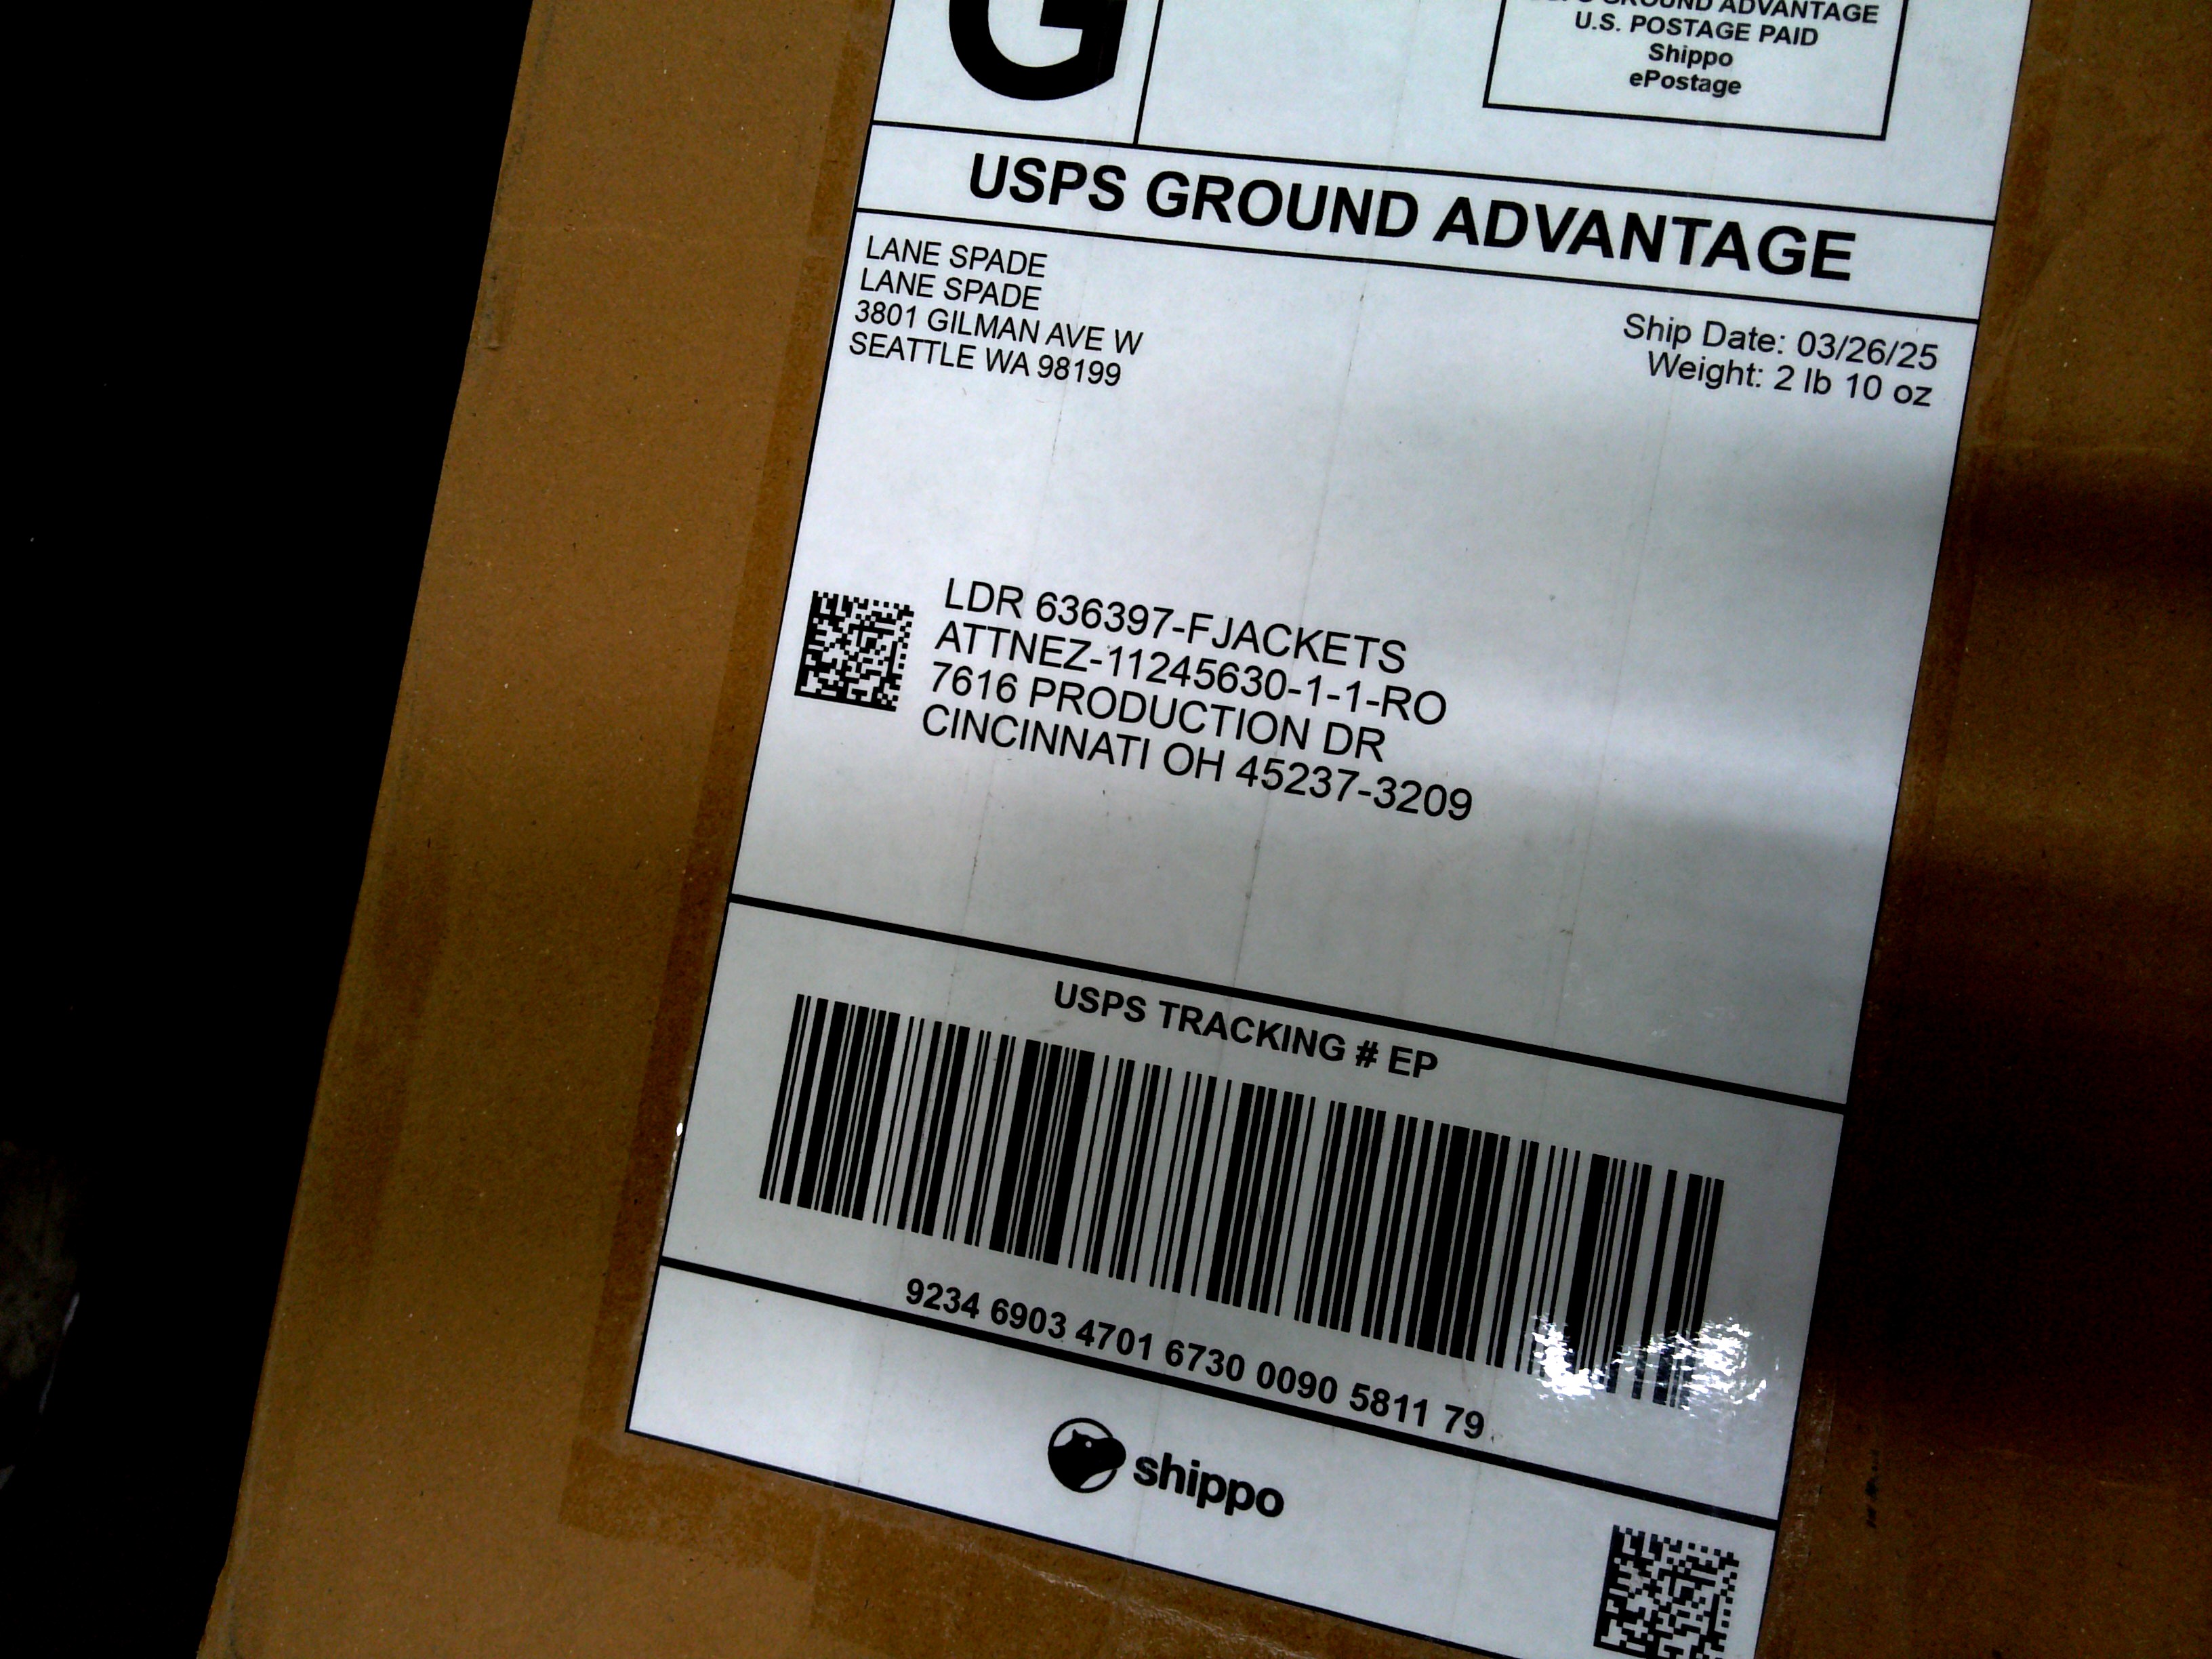 G
GROUND ADVANTAGE
U.S. POSTAGE PAID
Shippo
ePostage
USPS GROUND ADVANTAGE
LANE SPADE
LANE SPADE
3801 GILMAN AVE W
SEATTLE WA 98199
Ship Date: 03/26/25
Weight: 2 lb 10 oz
LDR 636397-FJACKETS
ATTNEZ-11245630-1-1-RO
7616 PRODUCTION DR
CINCINNATI OH 45237-3209
USPS TRACKING # EP
9234 6903 4701 6730 0090 5811 79
shippo